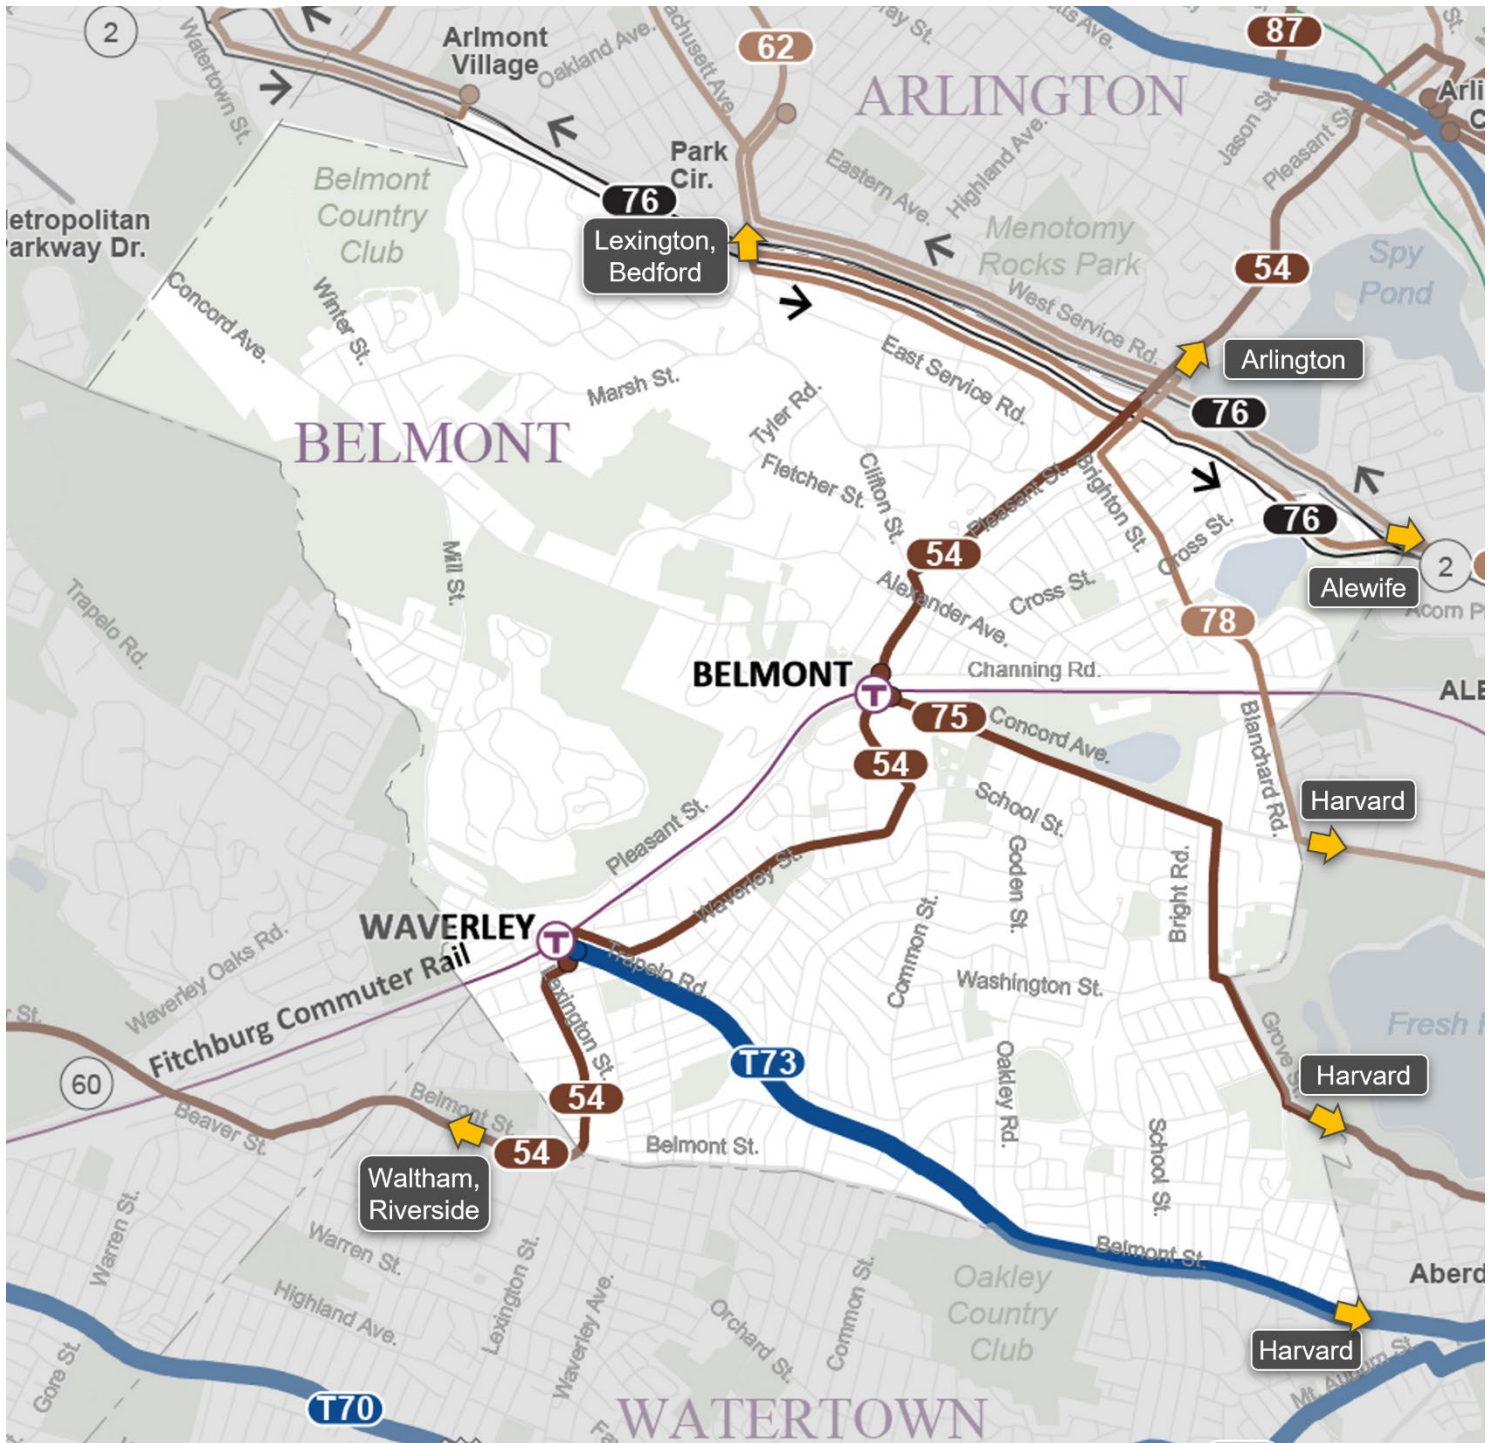 2
Arlmont
Village
Watertown St.
Oakland Ave.
62
87
ARLINGTON
Jason St.
Pleasant St.
Park
Cir.
Eastern Ave.
Highland Ave.
Belmont
Country
Club
76
Lexington,
Bedford
Menotomy
Rocks Park
54
Spy
Pond
Concord Ave.
Winter St.
West Service Rd.
Arlington
Marsh St.
East Service Rd.
76
Tyler Rd.
BELMONT
Fletcher St.
Clifton St.
Pleasant St.
Brighton St.
Cross St.
76
2
Alewife
54
Mill St.
Alexander Ave.
Cross St.
78
Trapelo Rd.
BELMONT
T
Channing Rd.
75
Concord Ave.
Blanchard Rd.
54
School St.
Harvard
Pleasant St.
Goden St.
Bright Rd.
Waverley St.
WAVERLEY
T
Common St.
Trapelo Rd.
Washington St.
Waverley Oaks Rd.
Fitchburg Commuter Rail
Lexington St.
T73
Oakley Rd.
60
Harvard
Belmont St.
54
Beaver St.
54
Belmont St.
School St.
Waltham,
Riverside
Warren St.
Warren St.
Lexington St.
Belmont St.
Highland Ave.
Waverley Ave.
Orchard St.
Common St.
Oakley
Country
Club
Harvard
Mt. Auburn St.
Gore St.
T70
WATERTOWN